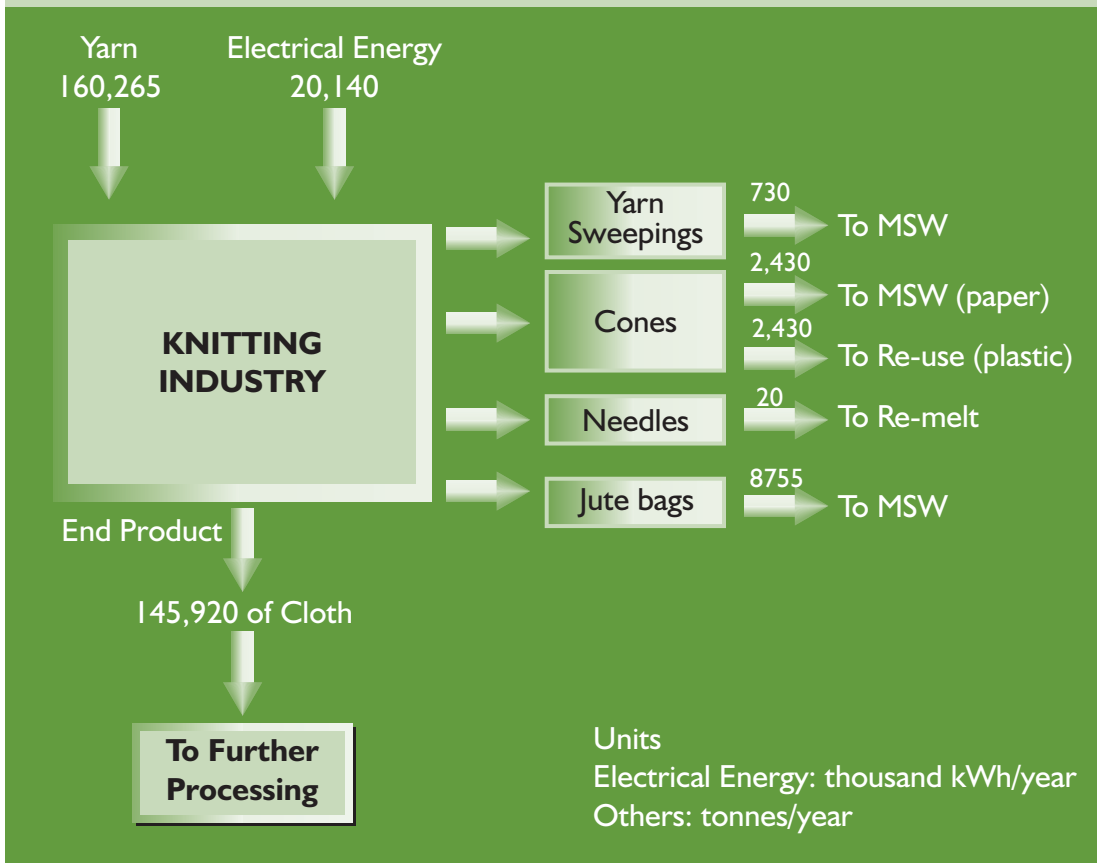 Yarn
160,265
Electrical Energy
20,140
KNITTING
INDUSTRY
Yarn
Sweepings
730
To MSW
Cones
2,430
To MSW (paper)
2,430
To Re-use (plastic)
Needles
20
To Re-melt
Jute bags
8755
To MSW
End Product
145,920 of Cloth
To Further
Processing
Units
Electrical Energy: thousand kWh/year
Others: tonnes/year